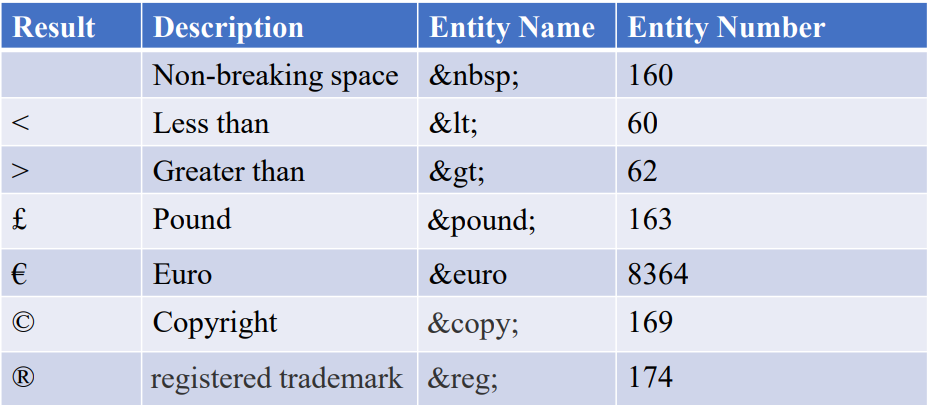 Result Description Entity Name Entity Number
Non-breaking space &nbsp; 160
< Less than &lt; 60
> Greater than &gt; 62
£ Pound &pound; 163
€ Euro &euro 8364
© Copyright &copy; 169
® registered trademark &reg; 174